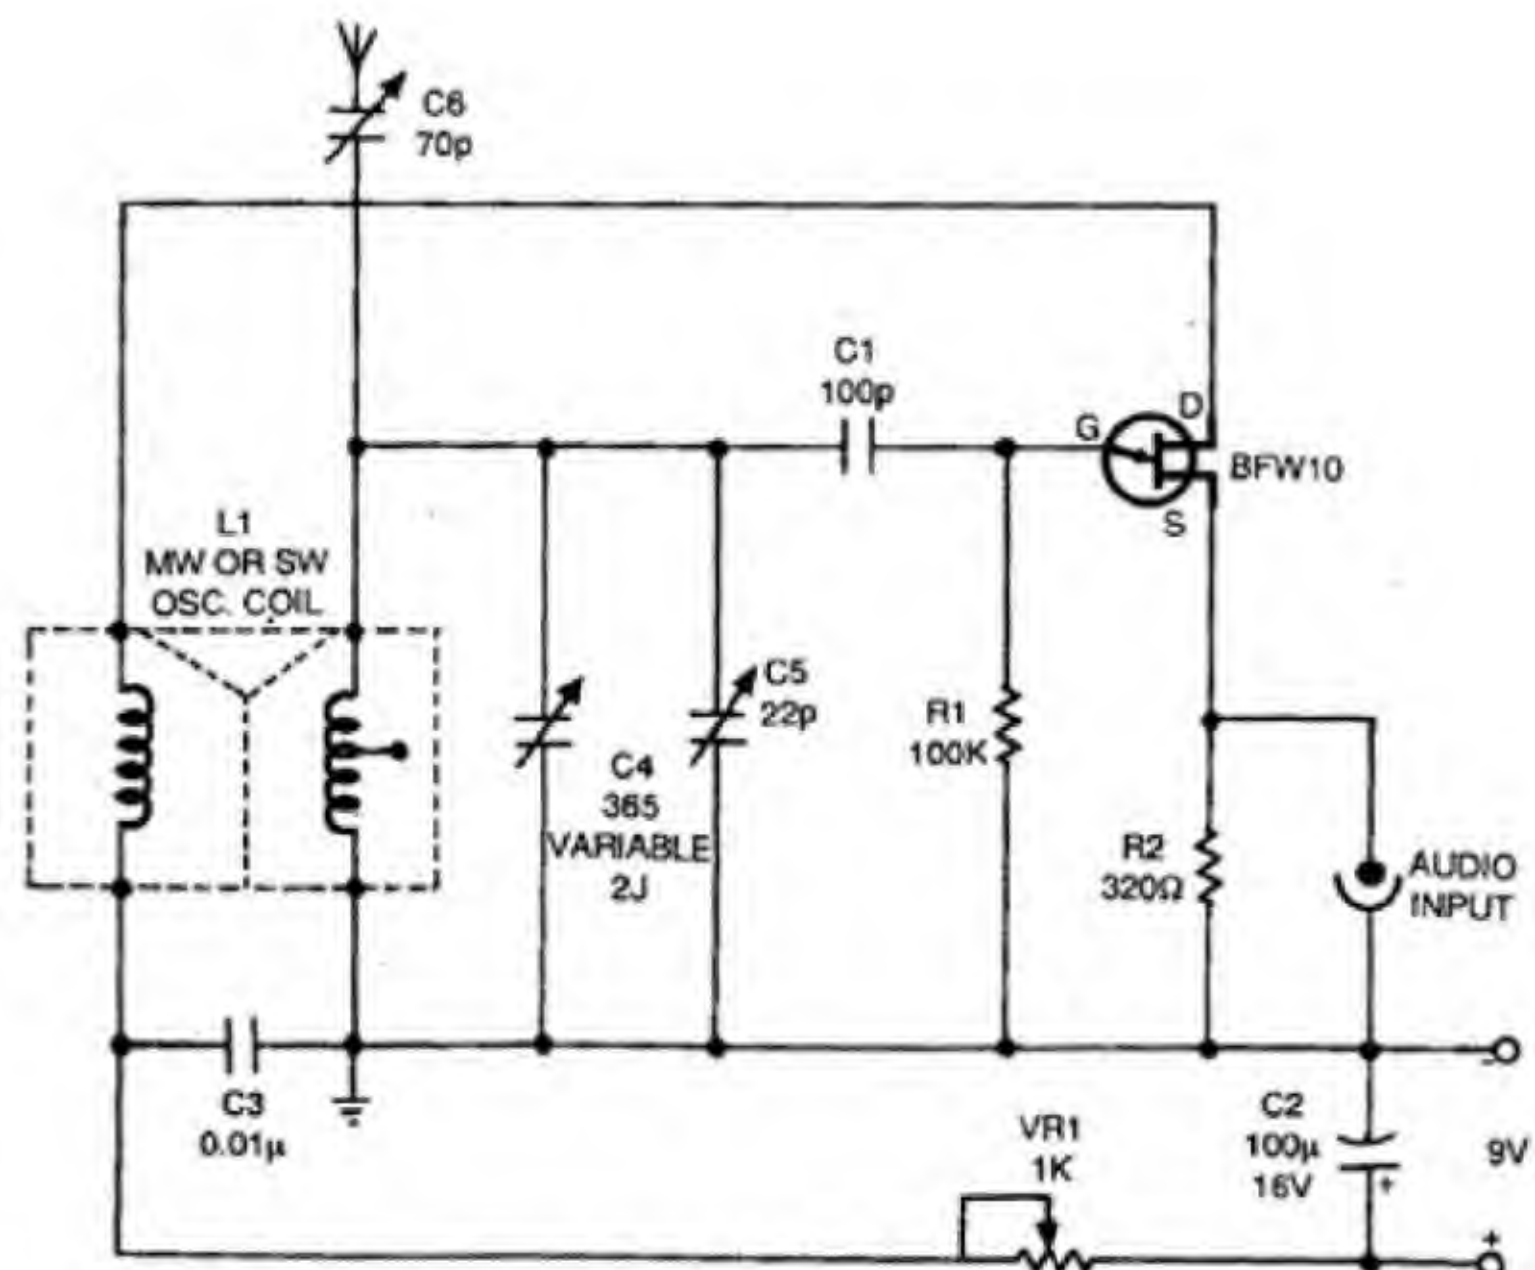 C6
70p
C1
100p
G
D
BFW10
S
L1
MW OR SW
OSC. COIL
C5
22p
C4
365
VARIABLE
2J
R1
100K
R2
320Ω
AUDIO
INPUT
-
C3
0.01µ
VR1
1K
C2
100µ
16V
+
9V
+